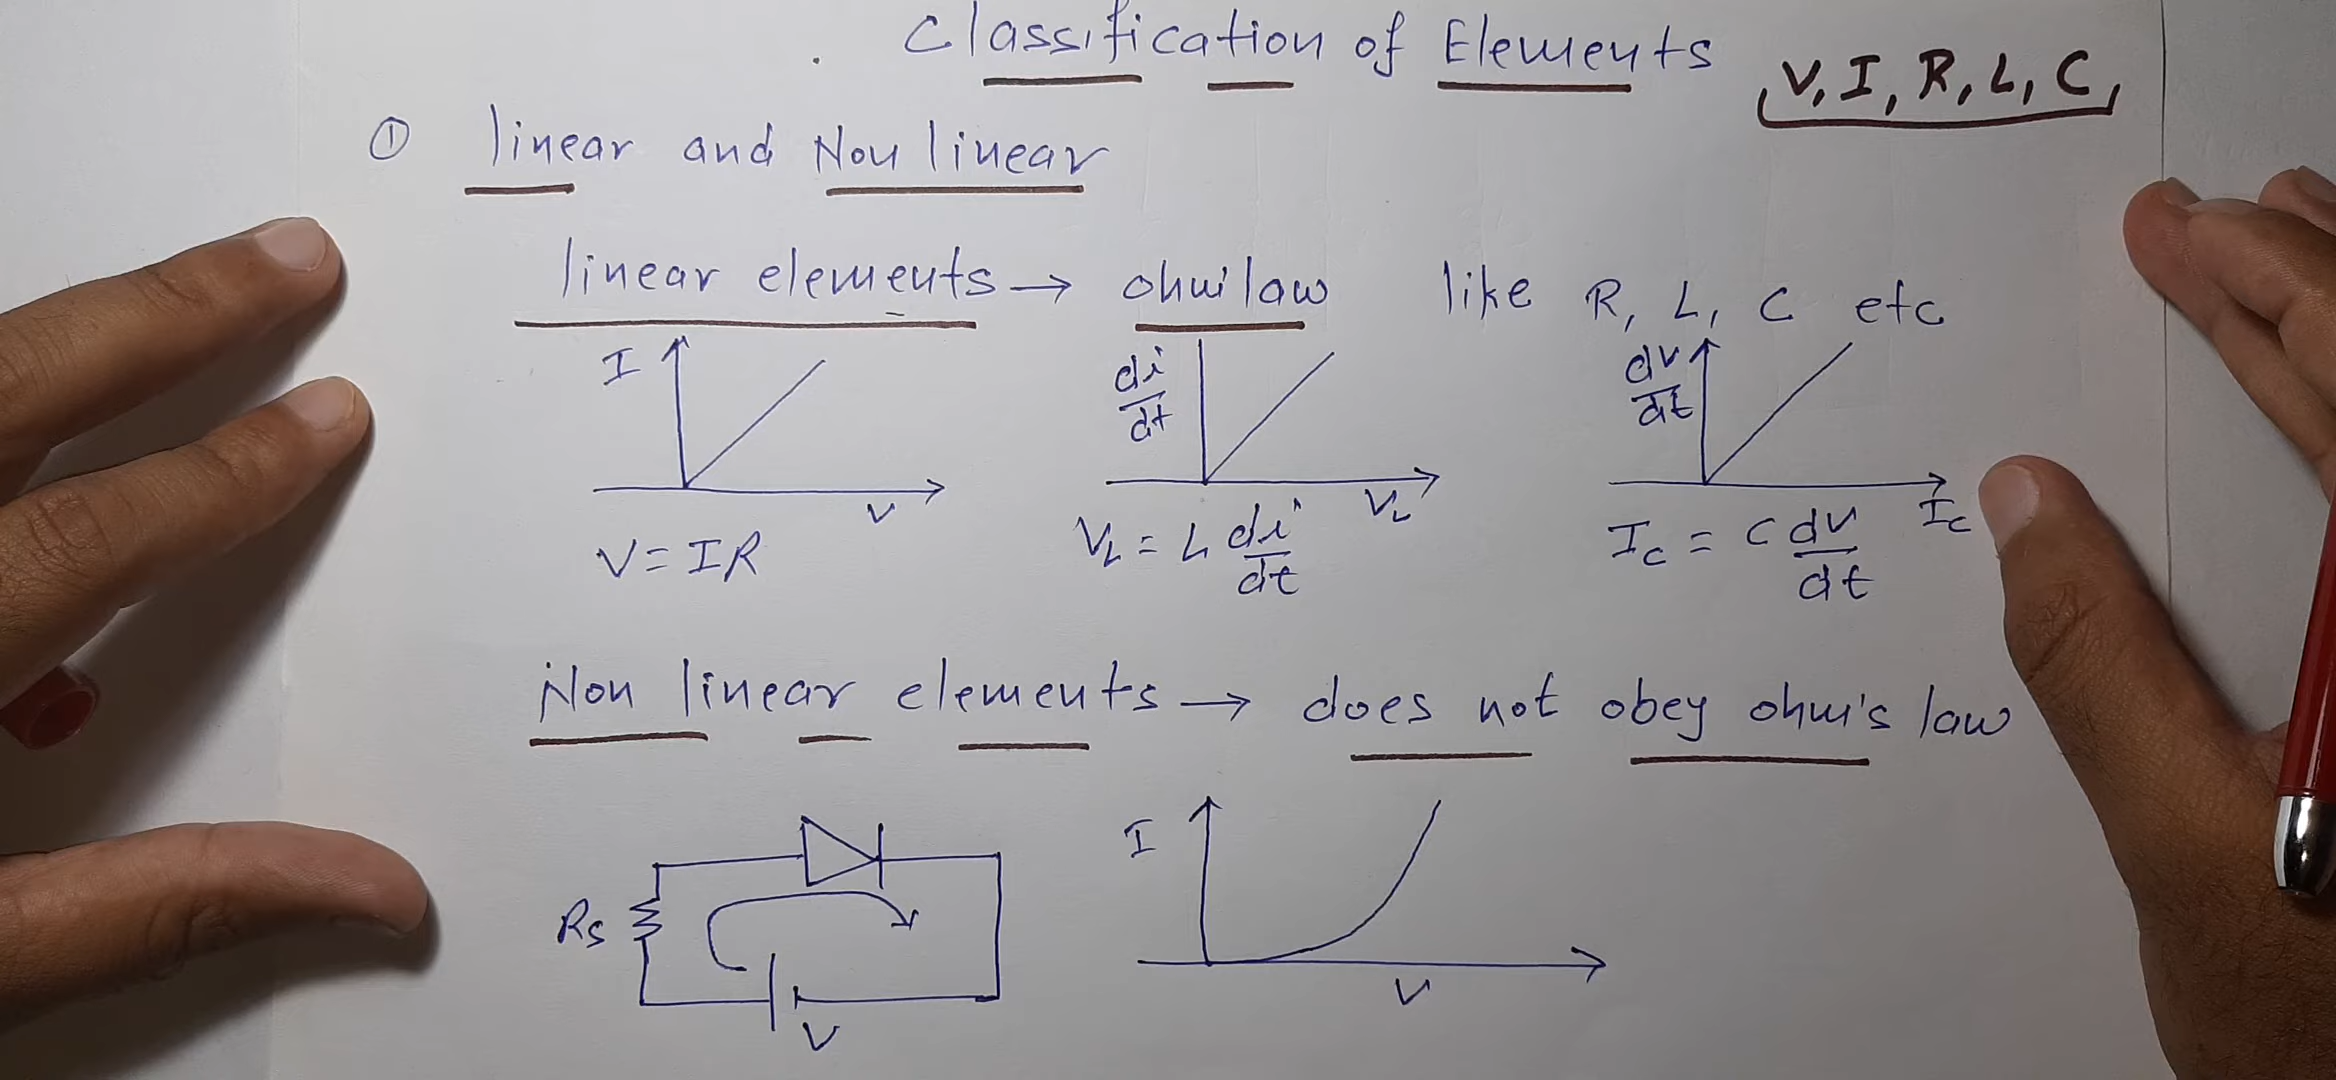 Classification of Elements
V, I, R, L, C,
① linear and Non linear
linear elements → ohm' law like R, L, C etc
I
V
di/dt
VL
dv/dt
Ic
V = IR
VL = L di/dt
Ic = C dv/dt
Non linear elements → does not obey ohm's law
Rs
V
I
V